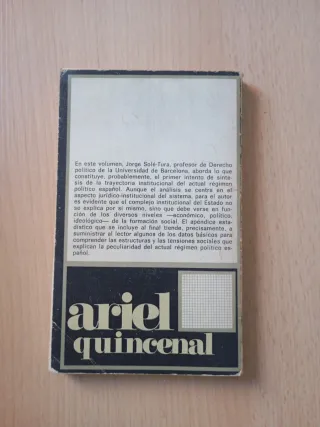 En este volumen, Jorge Solé-Tura, profesor de Derecho
político de la Universidad de Barcelona, aborda lo que
constituye, probablemente, el primer intento de sínte-
sis de la trayectoria institucional del actual régimen
político español. Aunque el análisis se centra en el
aspecto jurídico-institucional del sistema, para el autor
es evidente que el complejo institucional del Estado no
se explica por sí mismo, sino que debe verse en fun-
ción de los diversos niveles —económico, político,
ideológico— de la formación social. El apéndice esta-
dístico que se incluye al final tiende, precisamente, a
suministrar al lector algunos de los datos básicos para
comprender las estructuras y las tensiones sociales que
explican la peculiaridad del actual régimen político es-
pañol.
ariel
quincenal